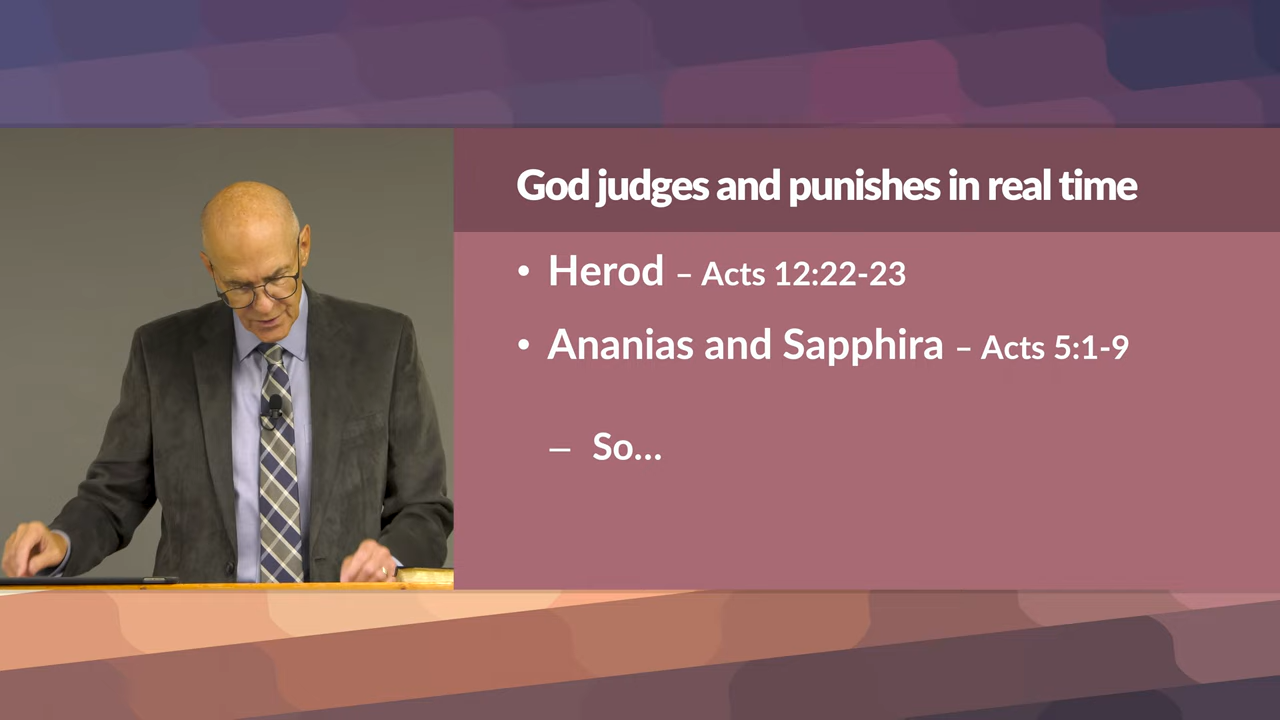 God judges and punishes in real time
• Herod – Acts 12:22-23
• Ananias and Sapphira – Acts 5:1-9
– So...